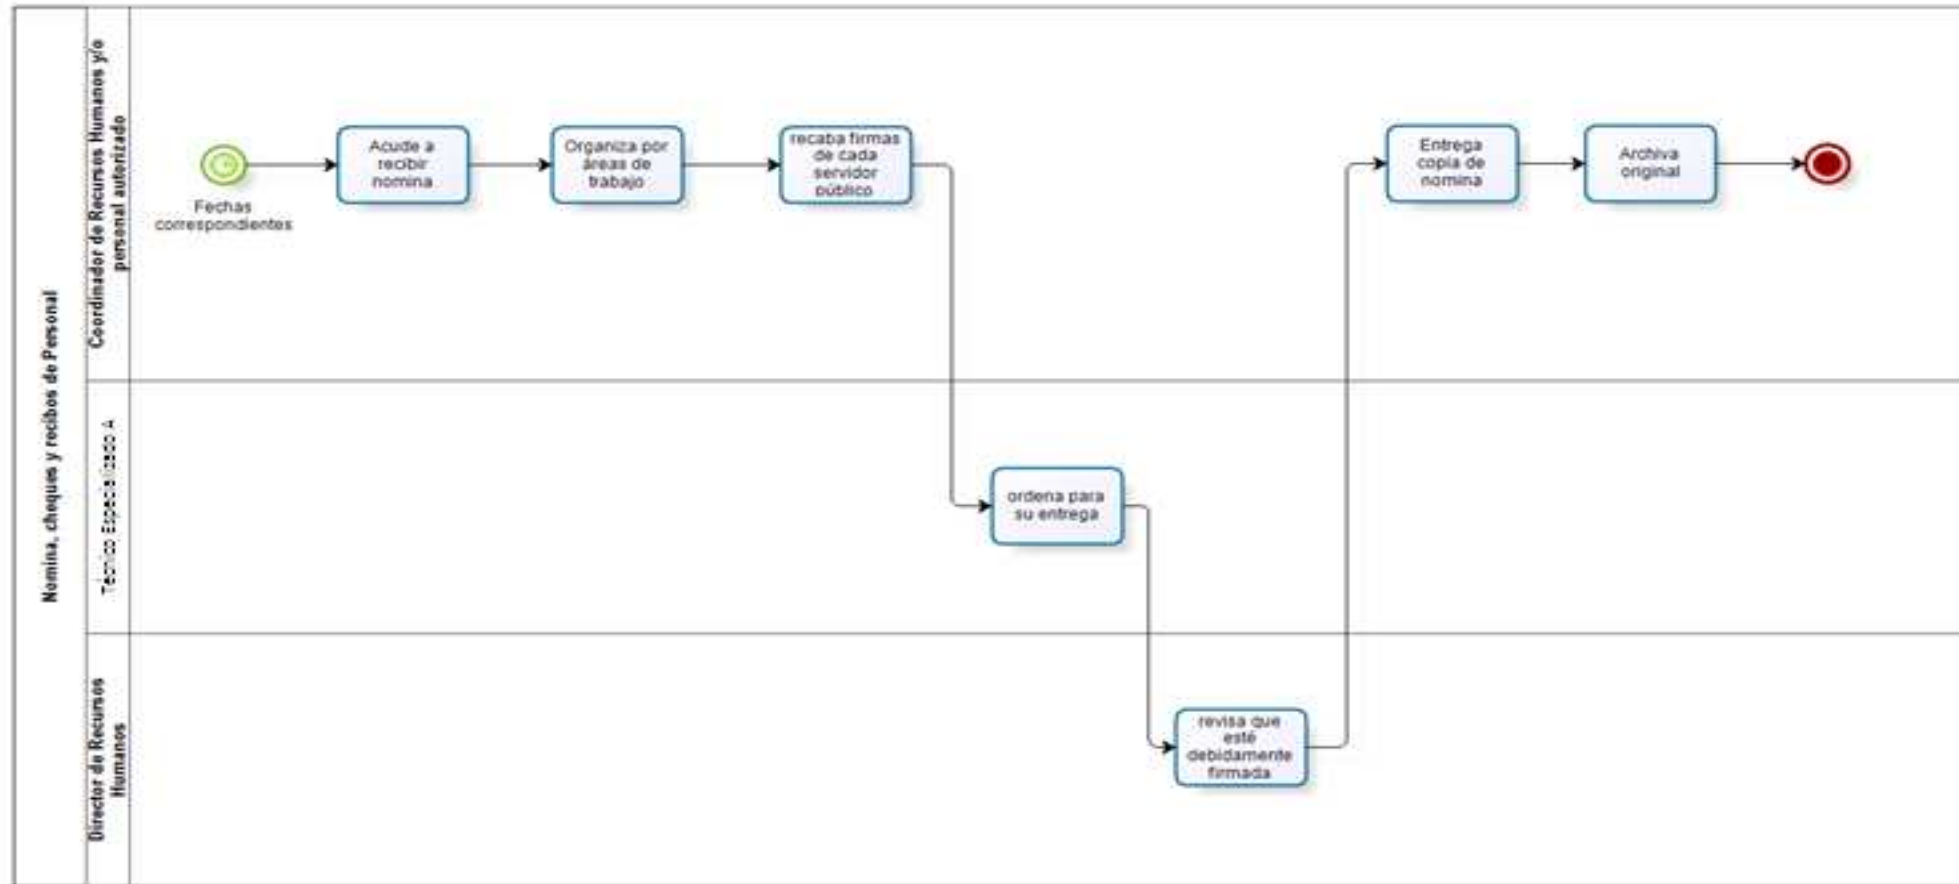 Nomina, cheques y recibos de Personal
Coordinador de Recursos Humanos y/o
personal autorizado
Fechas
correspondientes
Acude a
recibir
nomina
Organiza por
áreas de
trabajo
recaba firmas
de cada
servidor
público
Entrega
copia de
nomina
Archiva
original
Técnico Especializado A
ordena para
su entrega
Director de Recursos
Humanos
revisa que
esté
debidamente
firmada